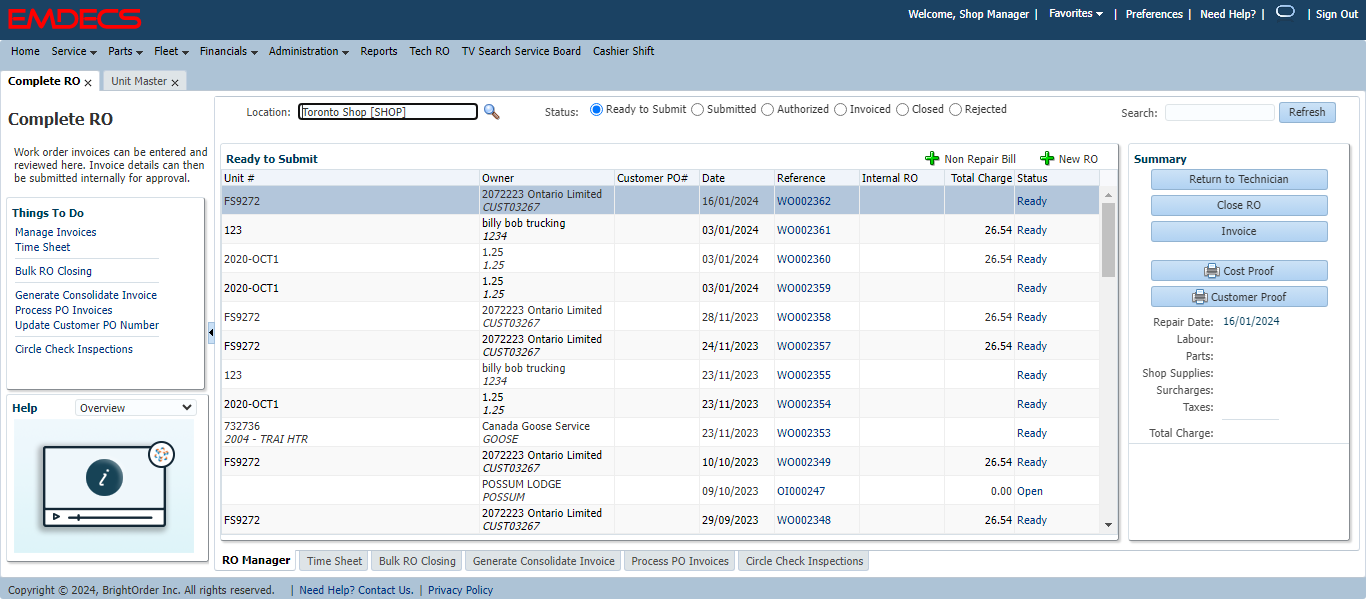 EMDECS
Welcome, Shop Manager | Favorites | Preferences | Need Help? | | Sign Out
Home Service Parts Fleet Financials Administration Reports Tech RO TV Search Service Board Cashier Shift
Complete RO x Unit Master x
Complete RO
Work order invoices can be entered and
reviewed here. Invoice details can then
be submitted internally for approval.
Things To Do
Manage Invoices
Time Sheet
Bulk RO Closing
Generate Consolidate Invoice
Process PO Invoices
Update Customer PO Number
Circle Check Inspections
Help Overview
i
Location: Toronto Shop [SHOP] Status: Ready to Submit Submitted Authorized Invoiced Closed Rejected Search: Refresh
Ready to Submit Non Repair Bill New RO
Unit # Owner Customer PO# Date Reference Internal RO Total Charge Status
FS9272 2072223 Ontario Limited 16/01/2024 WO002362 Ready
CUST03267
123 billy bob trucking 03/01/2024 WO002361 26.54 Ready
1234
2020-OCT1 1.25 03/01/2024 WO002360 26.54 Ready
1.25
2020-OCT1 1.25 03/01/2024 WO002359 Ready
1.25
FS9272 2072223 Ontario Limited 28/11/2023 WO002358 26.54 Ready
CUST03267
FS9272 2072223 Ontario Limited 24/11/2023 WO002357 26.54 Ready
CUST03267
123 billy bob trucking 23/11/2023 WO002355 Ready
1234
2020-OCT1 1.25 23/11/2023 WO002354 Ready
1.25
732736 Canada Goose Service 23/11/2023 WO002353 Ready
2004 - TRAI HTR GOOSE
FS9272 2072223 Ontario Limited 10/10/2023 WO002349 26.54 Ready
CUST03267
POSSUM LODGE 09/10/2023 OI000247 0.00 Open
POSSUM
FS9272 2072223 Ontario Limited 29/09/2023 WO002348 26.54 Ready
CUST03267
Summary
Return to Technician
Close RO
Invoice
Cost Proof
Customer Proof
Repair Date: 16/01/2024
Labour:
Parts:
Shop Supplies:
Surcharges:
Taxes:
Total Charge:
RO Manager Time Sheet Bulk RO Closing Generate Consolidate Invoice Process PO Invoices Circle Check Inspections
Copyright © 2024, BrightOrder Inc. All rights reserved. | Need Help? Contact Us. | Privacy Policy